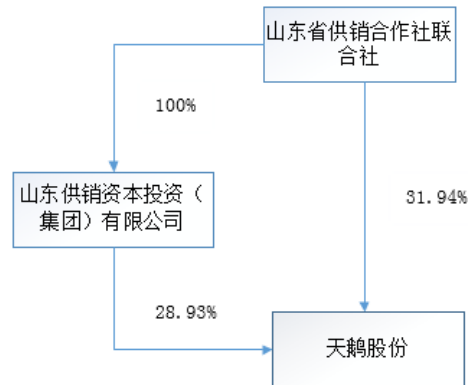 山东省供销合作社联
合社
100%
山东供销资本投资（
集团）有限公司
31.94%
28.93%
天鹅股份